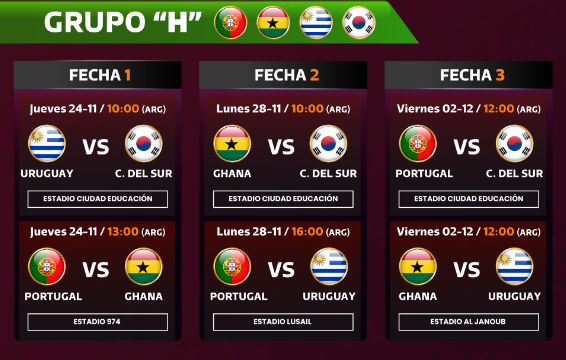 GRUPO "H"
FECHA 1
Jueves 24-11 / 10:00 (ARG)
URUGUAY VS C. DEL SUR
ESTADIO CIUDAD EDUCACIÓN
Jueves 24-11 / 13:00 (ARG)
PORTUGAL VS GHANA
ESTADIO 974
FECHA 2
Lunes 28-11 / 10:00 (ARG)
GHANA VS C. DEL SUR
ESTADIO CIUDAD EDUCACIÓN
Lunes 28-11 / 16:00 (ARG)
PORTUGAL VS URUGUAY
ESTADIO LUSAIL
FECHA 3
Viernes 02-12 / 12:00 (ARG)
PORTUGAL VS C. DEL SUR
ESTADIO CIUDAD EDUCACIÓN
Viernes 02-12 / 12:00 (ARG)
GHANA VS URUGUAY
ESTADIO AL JANOUB